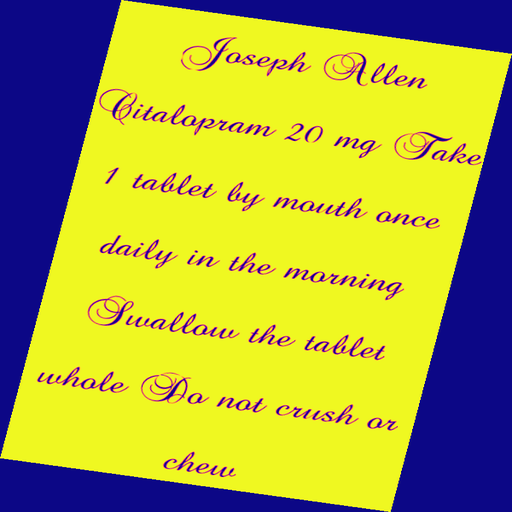 Joseph Allen
Citalopram 20 mg Take
1 tablet by mouth once
daily in the morning
Swallow the tablet
whole Do not crush or
chew